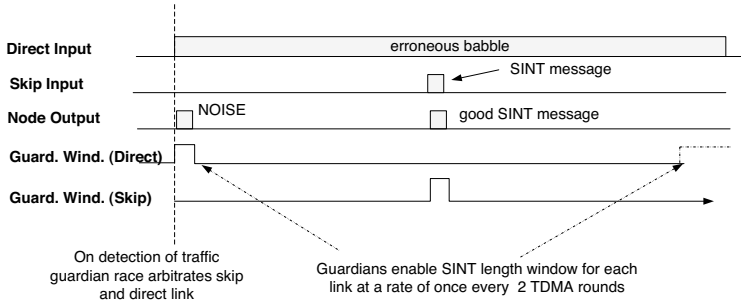 Direct Input
erroneous babble
Skip Input
SINT message
Node Output
NOISE
good SINT message
Guard. Wind. (Direct)
Guard. Wind. (Skip)
On detection of traffic
guardian race arbitrates skip
and direct link
Guardians enable SINT length window for each
link at a rate of once every 2 TDMA rounds